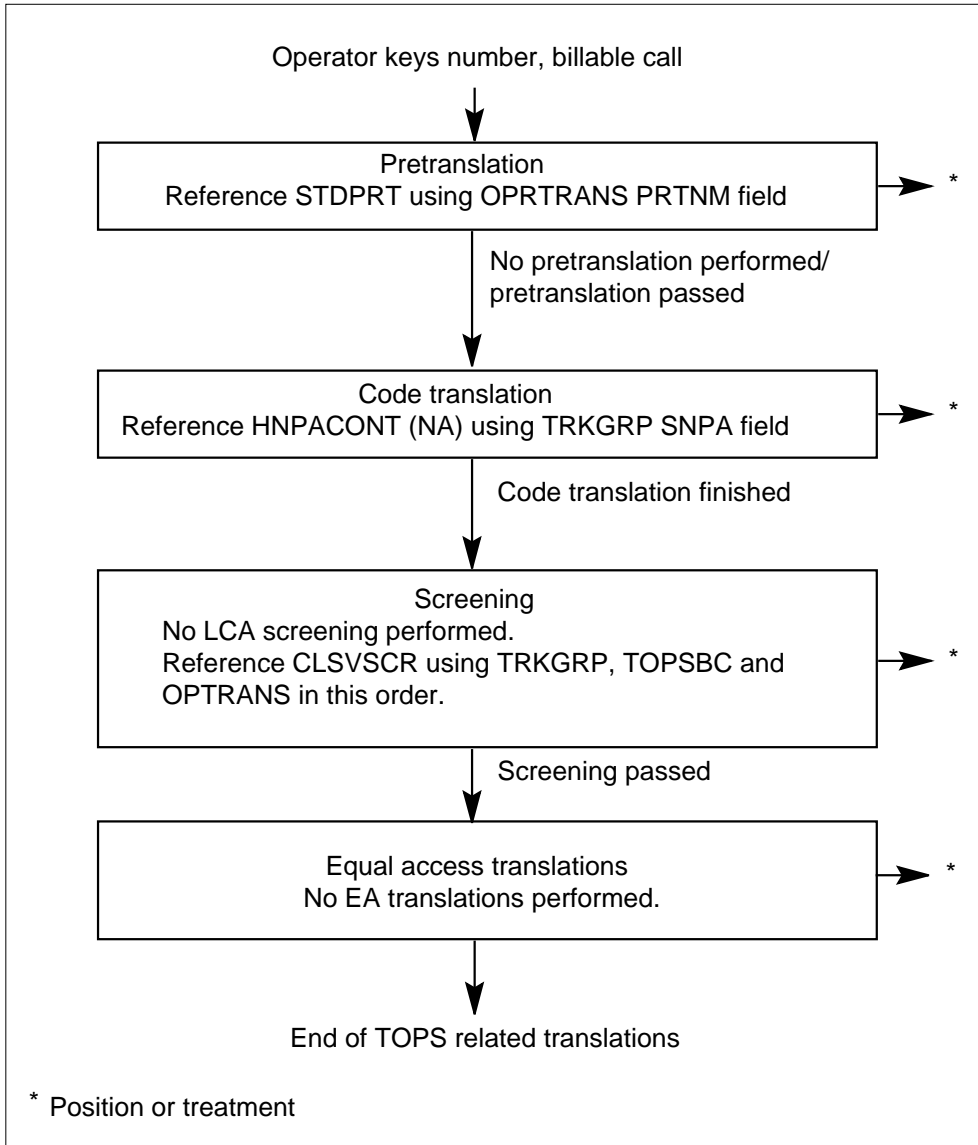 Operator keys number, billable call
Pretranslation
Reference STDPRT using OPRTRANS PRTNM field
*
No pretranslation performed/
pretranslation passed
Code translation
Reference HNPACONT (NA) using TRKGRP SNPA field
*
Code translation finished
Screening
No LCA screening performed.
Reference CLSVSCR using TRKGRP, TOPSBC and
OPTRANS in this order.
*
Screening passed
Equal access translations
No EA translations performed.
*
End of TOPS related translations
* Position or treatment